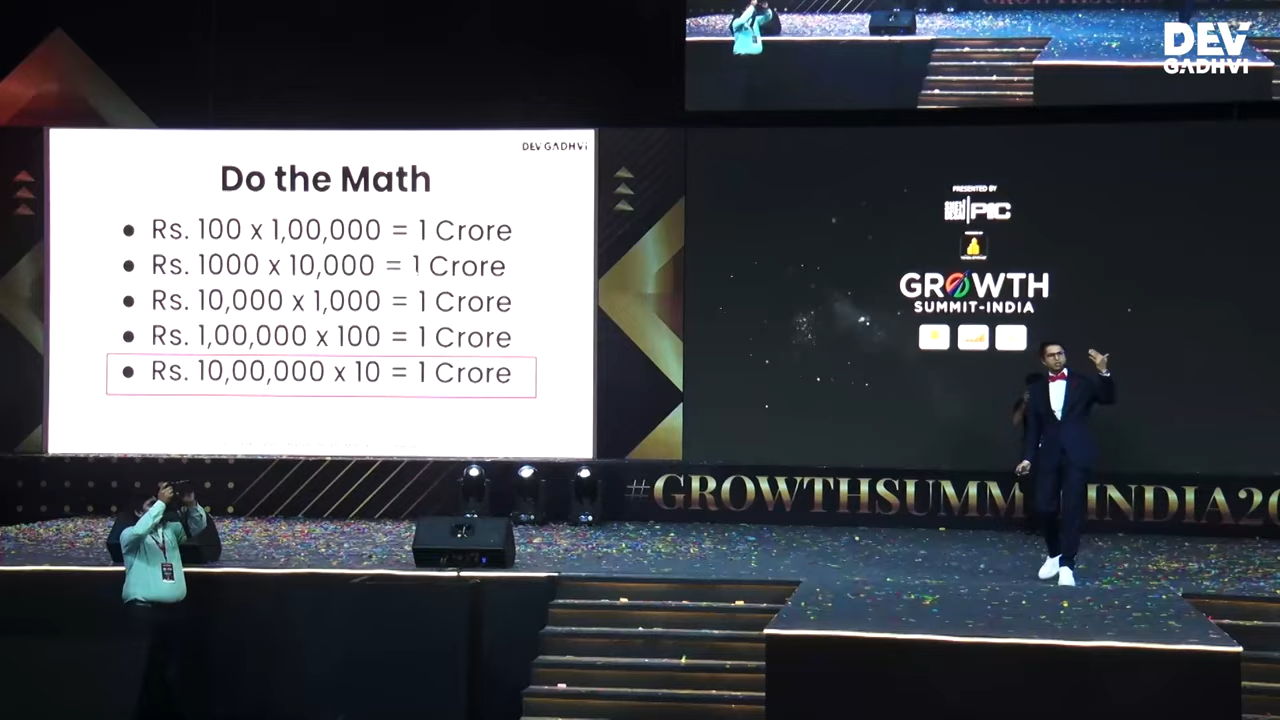 DEV
GADHVI
DEV GADHVI
Do the Math
• Rs. 100 x 1,00,000 = 1 Crore
• Rs. 1000 x 10,000 = 1 Crore
• Rs. 10,000 x 1,000 = 1 Crore
• Rs. 1,00,000 x 100 = 1 Crore
• Rs. 10,00,000 x 10 = 1 Crore
PRESENTED BY
PIC
GROWTH
SUMMIT-INDIA
#GROWTHSUMM INDIA20